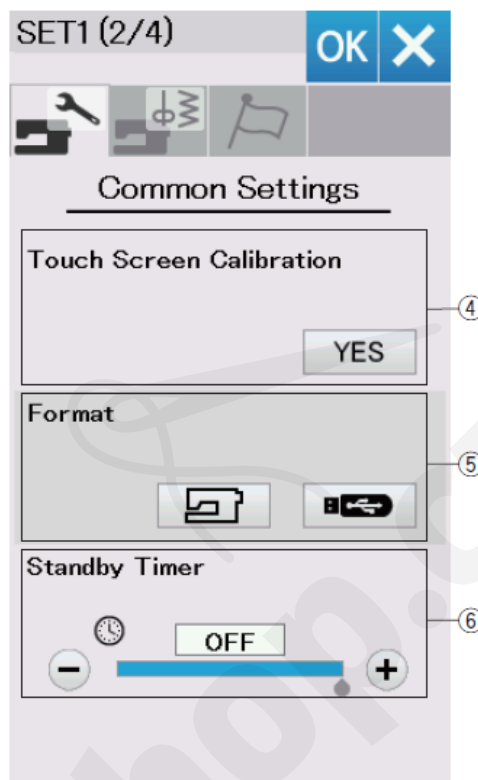 SET1 (2/4)
OK
Common Settings
Touch Screen Calibration
④
YES
Format
⑤
Standby Timer
⑥
OFF